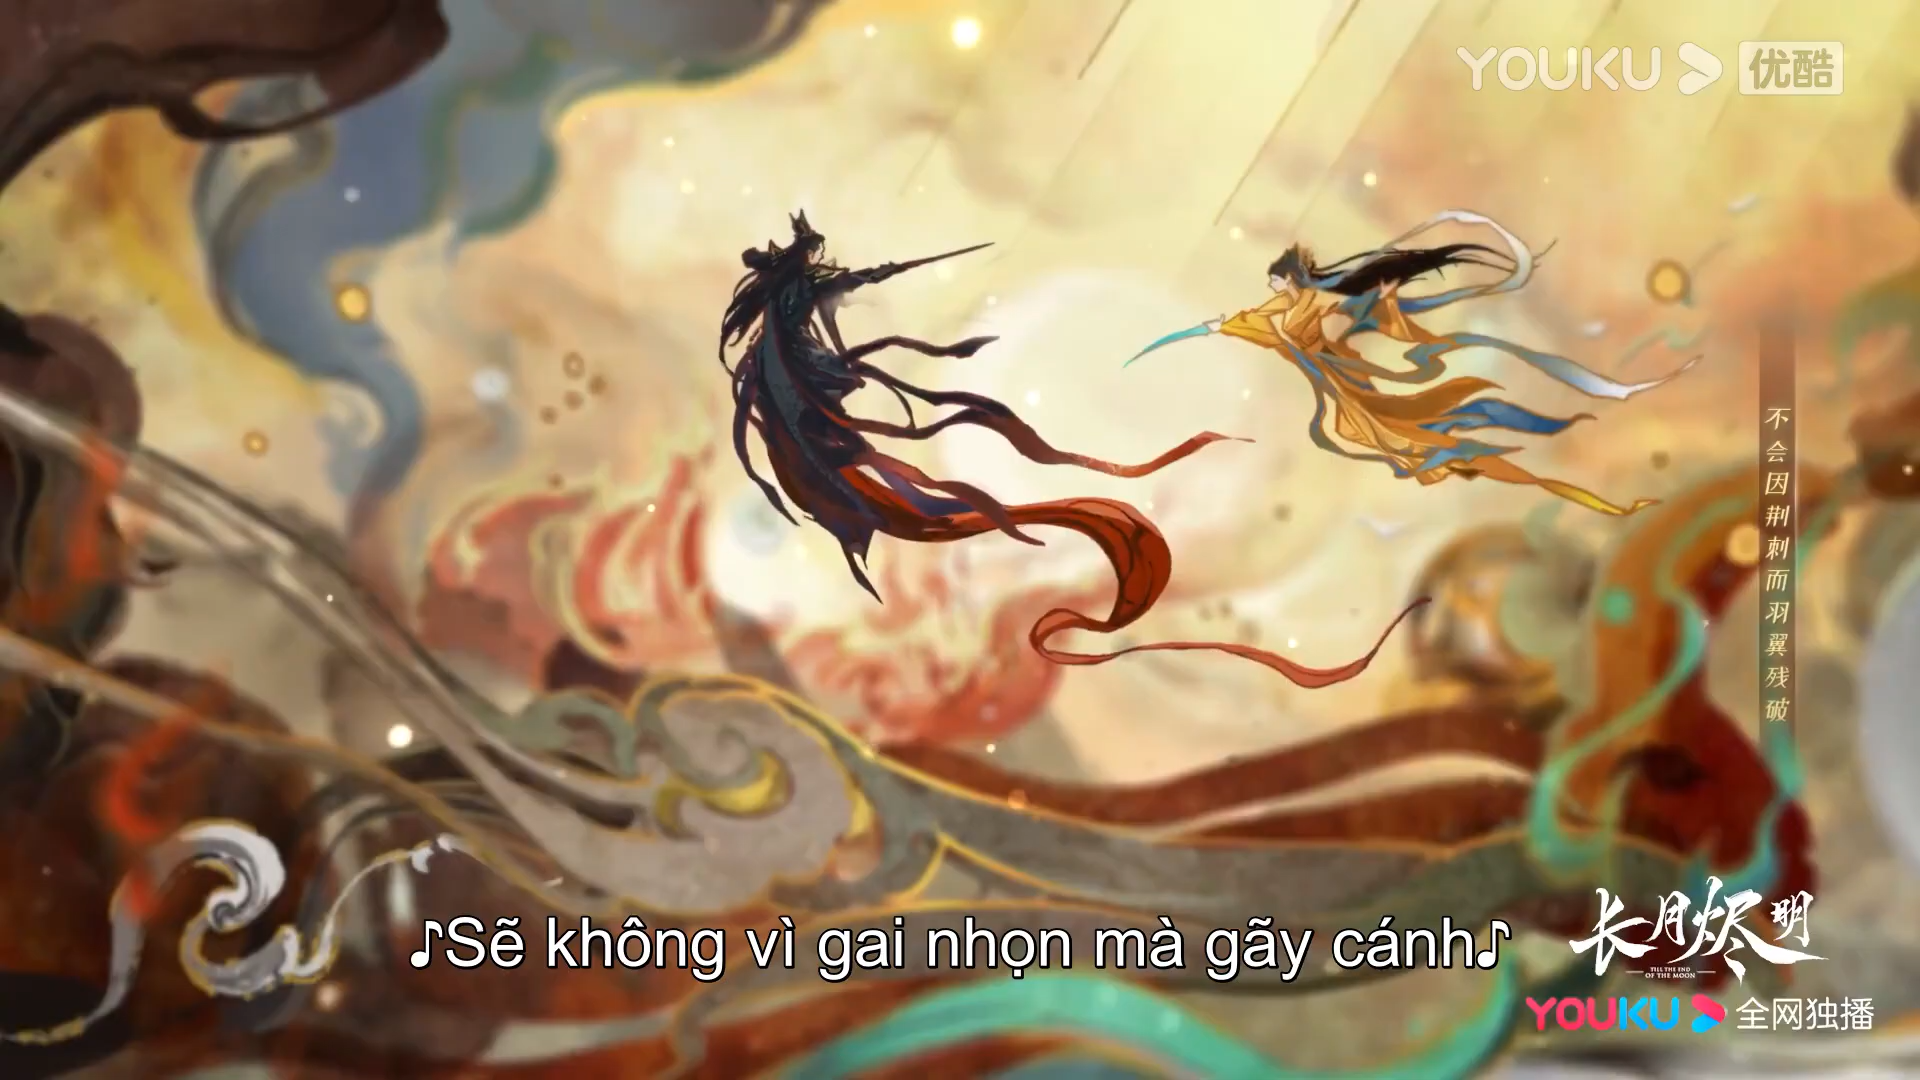 YOUKU 优酷
不会因荆刺而羽翼残破
♪Sẽ không vì gai nhọn mà gãy cánh♪
长月烬明
TILL THE END
OF THE MOON
YOUKU 全网独播